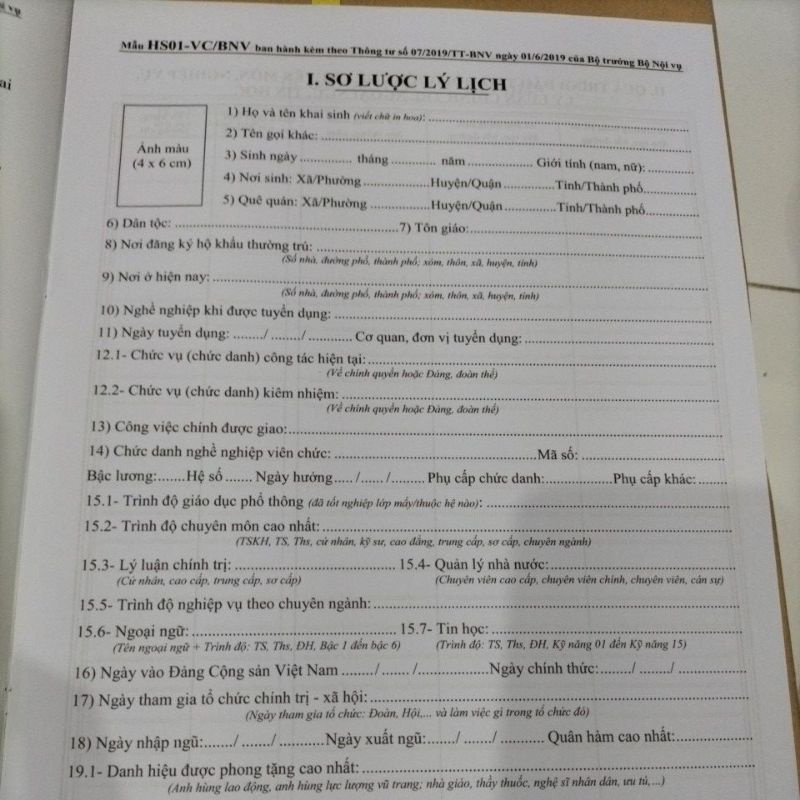 Mẫu HS01-VC/BNV ban hành kèm theo Thông tư số 07/2019/TT-BNV ngày 01/6/2019 của Bộ trưởng Bộ Nội vụ
I. SƠ LƯỢC LÝ LỊCH
Ảnh màu
(4 x 6 cm)
1) Họ và tên khai sinh (viết chữ in hoa):
2) Tên gọi khác:
3) Sinh ngày ............... tháng ............ năm ................ Giới tính (nam, nữ):
4) Nơi sinh: Xã/Phường ................Huyện/Quận .............Tỉnh/Thành phố
5) Quê quán: Xã/Phường ................Huyện/Quận .............Tỉnh/Thành phố
6) Dân tộc: ............................................7) Tôn giáo:
8) Nơi đăng ký hộ khẩu thường trú:
(Số nhà, đường phố, thành phố; xóm, thôn, xã, huyện, tỉnh)
9) Nơi ở hiện nay:
(Số nhà, đường phố, thành phố; xóm, thôn, xã, huyện, tỉnh)
10) Nghề nghiệp khi được tuyển dụng:
11) Ngày tuyển dụng: ......./ ......../........... Cơ quan, đơn vị tuyển dụng:
12.1- Chức vụ (chức danh) công tác hiện tại:
(Về chính quyền hoặc Đảng, đoàn thể)
12.2- Chức vụ (chức danh) kiêm nhiệm:
(Về chính quyền hoặc Đảng, đoàn thể)
13) Công việc chính được giao:
14) Chức danh nghề nghiệp viên chức: ...............................................Mã số:
Bậc lương:.......Hệ số ....... Ngày hưởng...../ ...../ ........ Phụ cấp chức danh:.................Phụ cấp khác:
15.1- Trình độ giáo dục phổ thông (đã tốt nghiệp lớp mấy/thuộc hệ nào):
15.2- Trình độ chuyên môn cao nhất:
(TSKH, TS, Ths, cử nhân, kỹ sư, cao đẳng, trung cấp, sơ cấp, chuyên ngành)
15.3- Lý luận chính trị: ................................. 15.4- Quản lý nhà nước:
(Cử nhân, cao cấp, trung cấp, sơ cấp) (Chuyên viên cao cấp, chuyên viên chính, chuyên viên, cán sự)
15.5- Trình độ nghiệp vụ theo chuyên ngành:
15.6- Ngoại ngữ: .......................................... 15.7- Tin học:
(Tên ngoại ngữ + Trình độ: TS, Ths, ĐH, Bậc 1 đến bậc 6) (Trình độ: TS, Ths, ĐH, Kỹ năng 01 đến Kỹ năng 15)
16) Ngày vào Đảng Cộng sản Việt Nam ......../ ......./ ....................Ngày chính thức:......./ ......./ 
17) Ngày tham gia tổ chức chính trị - xã hội:
(Ngày tham gia tổ chức: Đoàn, Hội,... và làm việc gì trong tổ chức đó)
18) Ngày nhập ngũ:......./ ......./ ...........Ngày xuất ngũ:......./ ......./ ........... Quân hàm cao nhất:
19.1- Danh hiệu được phong tặng cao nhất:
(Anh hùng lao động, anh hùng lực lượng vũ trang; nhà giáo, thầy thuốc, nghệ sĩ nhân dân, ưu tú,...)